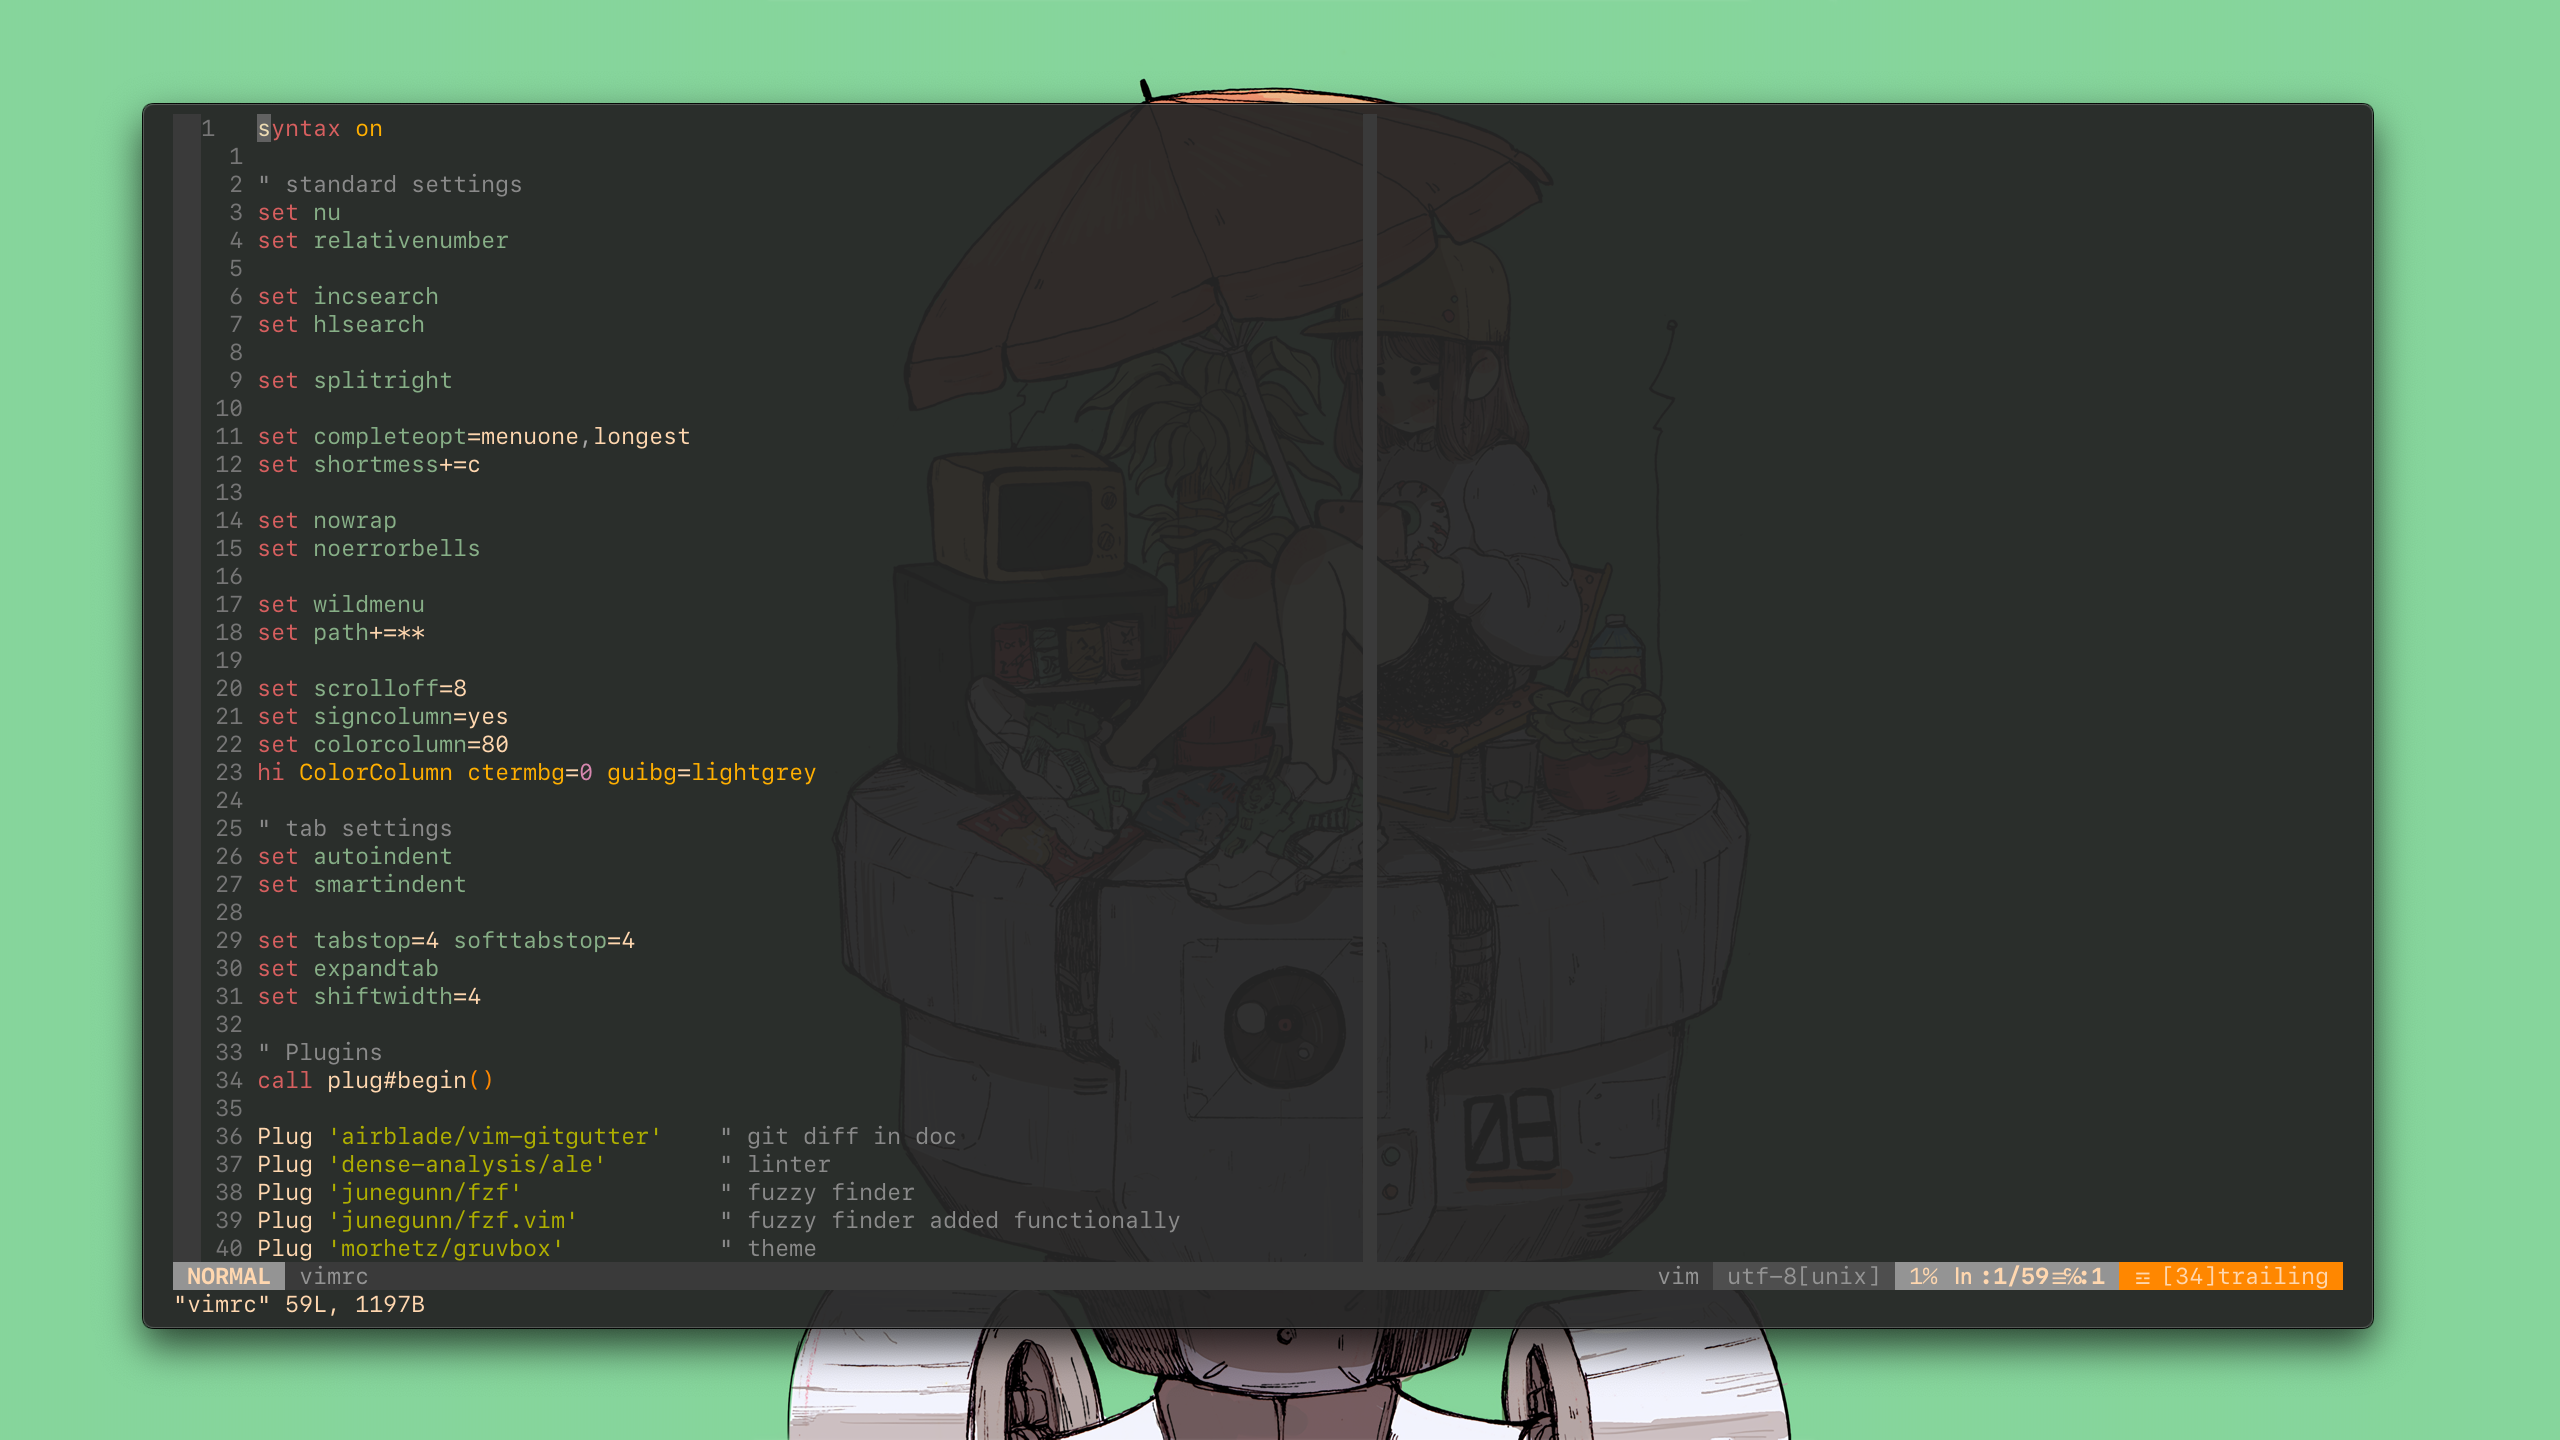 1 syntax on
1
2 " standard settings
3 set nu
4 set relativenumber
5
6 set incsearch
7 set hlsearch
8
9 set splitright
10
11 set completeopt=menuone,longest
12 set shortmess+=c
13
14 set nowrap
15 set noerrorbells
16
17 set wildmenu
18 set path+=**
19
20 set scrolloff=8
21 set signcolumn=yes
22 set colorcolumn=80
23 hi ColorColumn ctermbg=0 guibg=lightgrey
24
25 " tab settings
26 set autoindent
27 set smartindent
28
29 set tabstop=4 softtabstop=4
30 set expandtab
31 set shiftwidth=4
32
33 " Plugins
34 call plug#begin()
35
36 Plug 'airblade/vim-gitgutter' " git diff in doc
37 Plug 'dense-analysis/ale' " linter
38 Plug 'junegunn/fzf' " fuzzy finder
39 Plug 'junegunn/fzf.vim' " fuzzy finder added functionally
40 Plug 'morhetz/gruvbox' " theme
08
NORMAL vimrc vim utf-8[unix] 1% ln :1/59≡℅:1 ☲ [34]trailing
"vimrc" 59L, 1197B